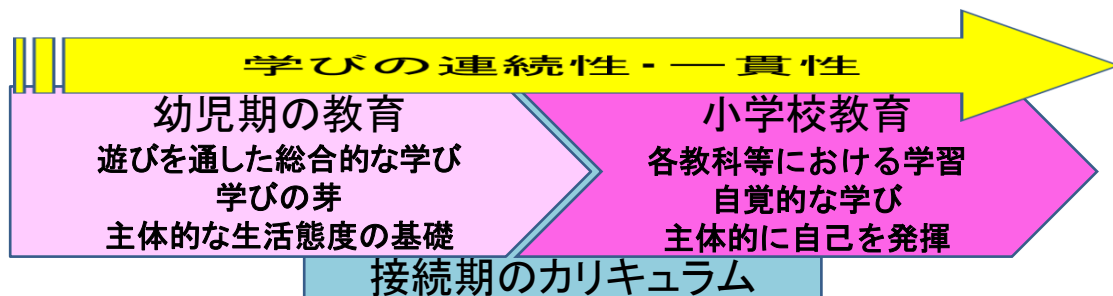 学びの連続性・一貫性
幼児期の教育
遊びを通した総合的な学び
学びの芽
主体的な生活態度の基礎
小学校教育
各教科等における学習
自覚的な学び
主体的に自己を発揮
接続期のカリキュラム